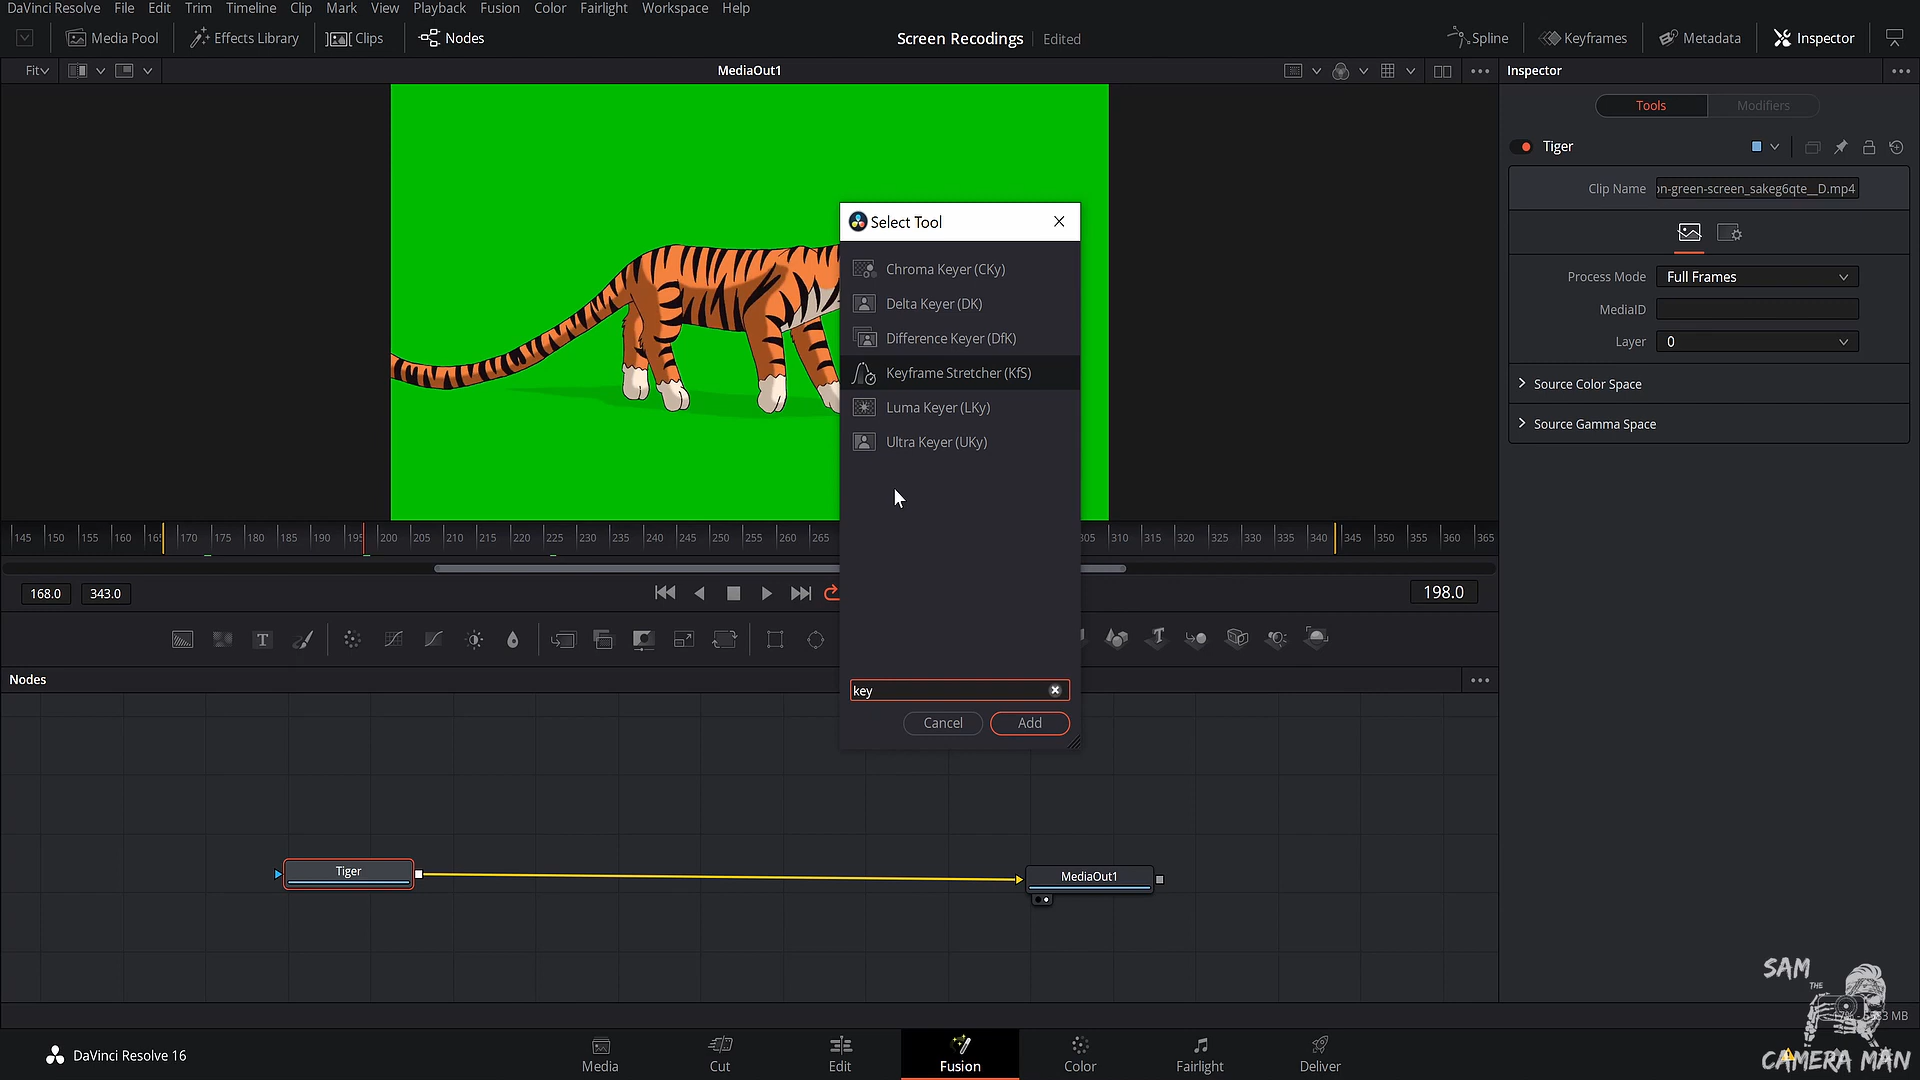 DaVinci Resolve File Edit Trim Timeline Clip Mark View Playback Fusion Color Fairlight Workspace Help
Media Pool Effects Library Clips Nodes Screen Recodings Edited Spline Keyframes Metadata Inspector
Fit MediaOut1 Inspector
Tools Modifiers
Tiger
Clip Name on-green-screen_sakeg6qte__D.mp4
Process Mode Full Frames
MediaID
Layer 0
Source Color Space
Source Gamma Space
Select Tool
Chroma Keyer (CKy)
Delta Keyer (DK)
Difference Keyer (DfK)
Keyframe Stretcher (KfS)
Luma Keyer (LKy)
Ultra Keyer (UKy)
145 150 155 160 165 170 175 180 185 190 195 200 205 210 215 220 225 230 235 240 245 250 255 260 265 305 310 315 320 325 330 335 340 345 350 355 360 365
168.0 343.0 198.0
T T
Nodes
key
Cancel Add
Tiger MediaOut1
SAM
THE
CAMERA MAN
DaVinci Resolve 16
Media Cut Edit Fusion Color Fairlight Deliver